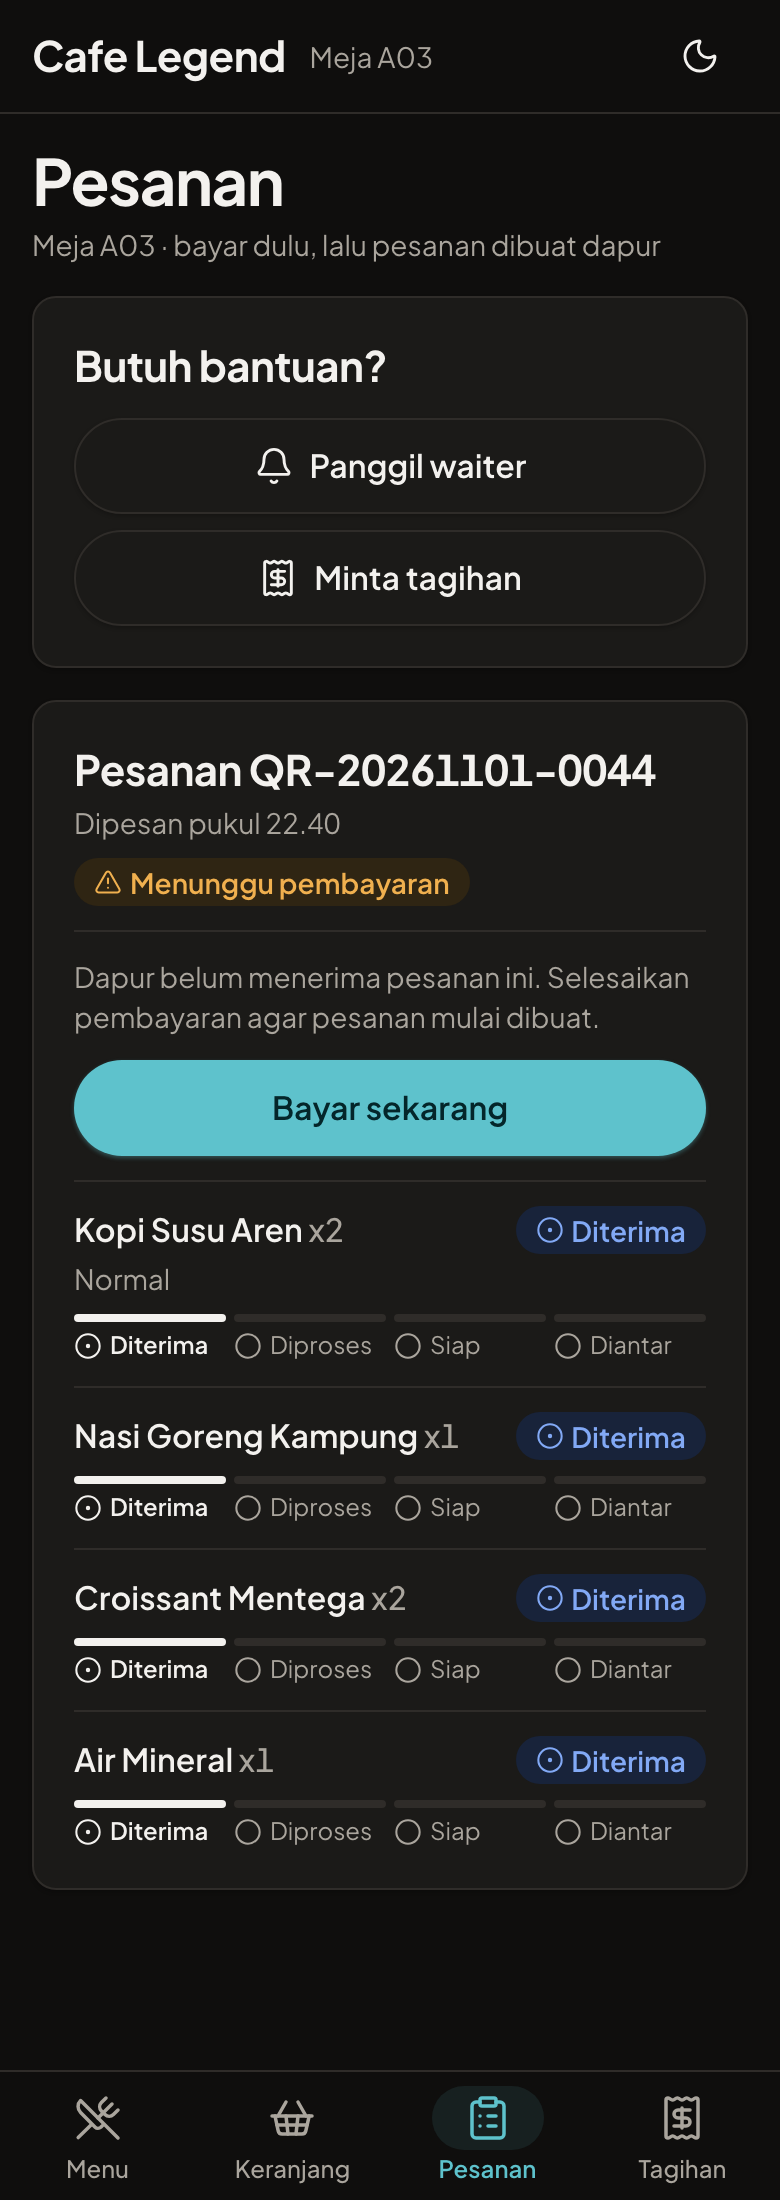 Cafe Legend Meja A03
Pesanan
Meja A03 · bayar dulu, lalu pesanan dibuat dapur
Butuh bantuan?
Panggil waiter
Minta tagihan
Pesanan QR-20261101-0044
Dipesan pukul 22.40
Menunggu pembayaran
Dapur belum menerima pesanan ini. Selesaikan
pembayaran agar pesanan mulai dibuat.
Bayar sekarang
Kopi Susu Aren x2 Diterima
Normal
Diterima Diproses Siap Diantar
Nasi Goreng Kampung x1 Diterima
Diterima Diproses Siap Diantar
Croissant Mentega x2 Diterima
Diterima Diproses Siap Diantar
Air Mineral x1 Diterima
Diterima Diproses Siap Diantar
Menu Keranjang Pesanan Tagihan